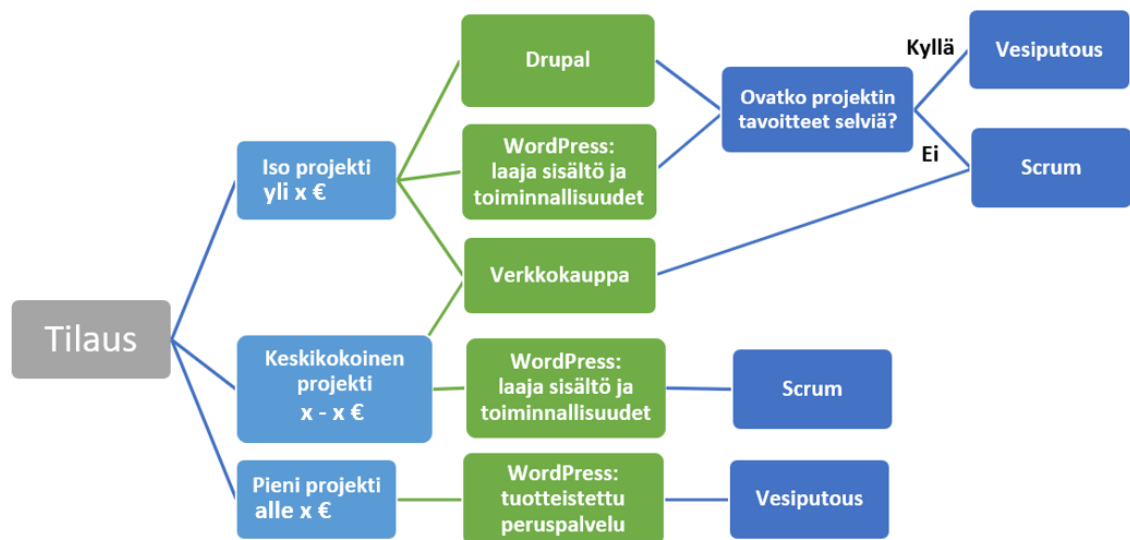 Tilaus
Iso projekti
yli x €
Keskikokoinen
projekti
x - x €
Pieni projekti
alle x €
Drupal
WordPress:
laaja sisältö ja
toiminnallisuudet
Verkkokauppa
WordPress:
laaja sisältö ja
toiminnallisuudet
WordPress:
tuotteistettu
peruspalvelu
Ovatko projektin
tavoitteet selviä?
Kyllä
Ei
Vesiputous
Scrum
Scrum
Vesiputous